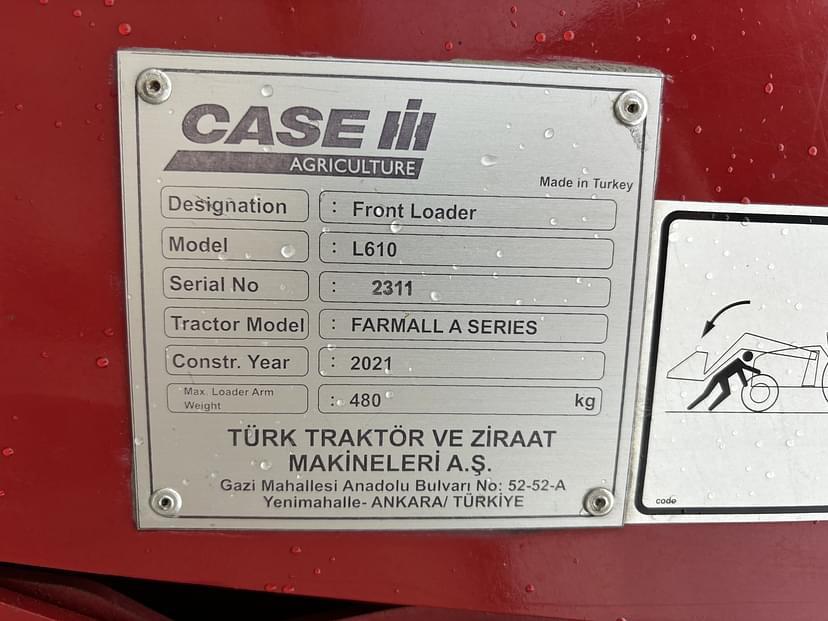 CASE IH
AGRICULTURE
Made in Turkey
Designation : Front Loader
Model : L610
Serial No : 2311
Tractor Model : FARMALL A SERIES
Constr. Year : 2021
Max. Loader Arm
Weight : 480 kg
TÜRK TRAKTÖR VE ZİRAAT
MAKİNELERİ A.Ş.
Gazi Mahallesi Anadolu Bulvarı No: 52-52-A
Yenimahalle- ANKARA/ TÜRKİYE
code